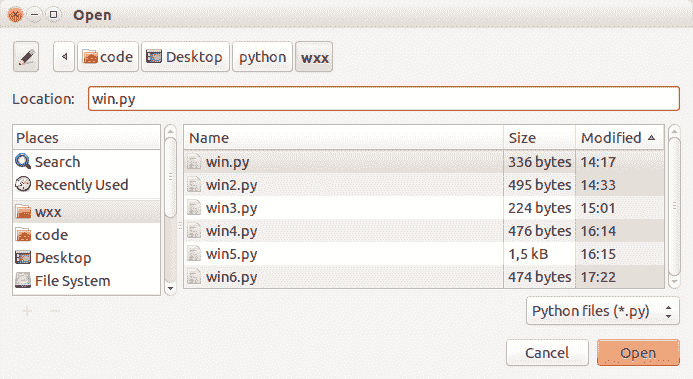 Open
code Desktop python wxx
Location: win.py
Places Name Size Modified
Search win.py 336 bytes 14:17
Recently Used win2.py 495 bytes 14:33
wxx win3.py 224 bytes 15:01
code win4.py 476 bytes 16:14
Desktop win5.py 1,5 kB 16:15
File System win6.py 474 bytes 17:22
Python files (*.py)
Cancel Open